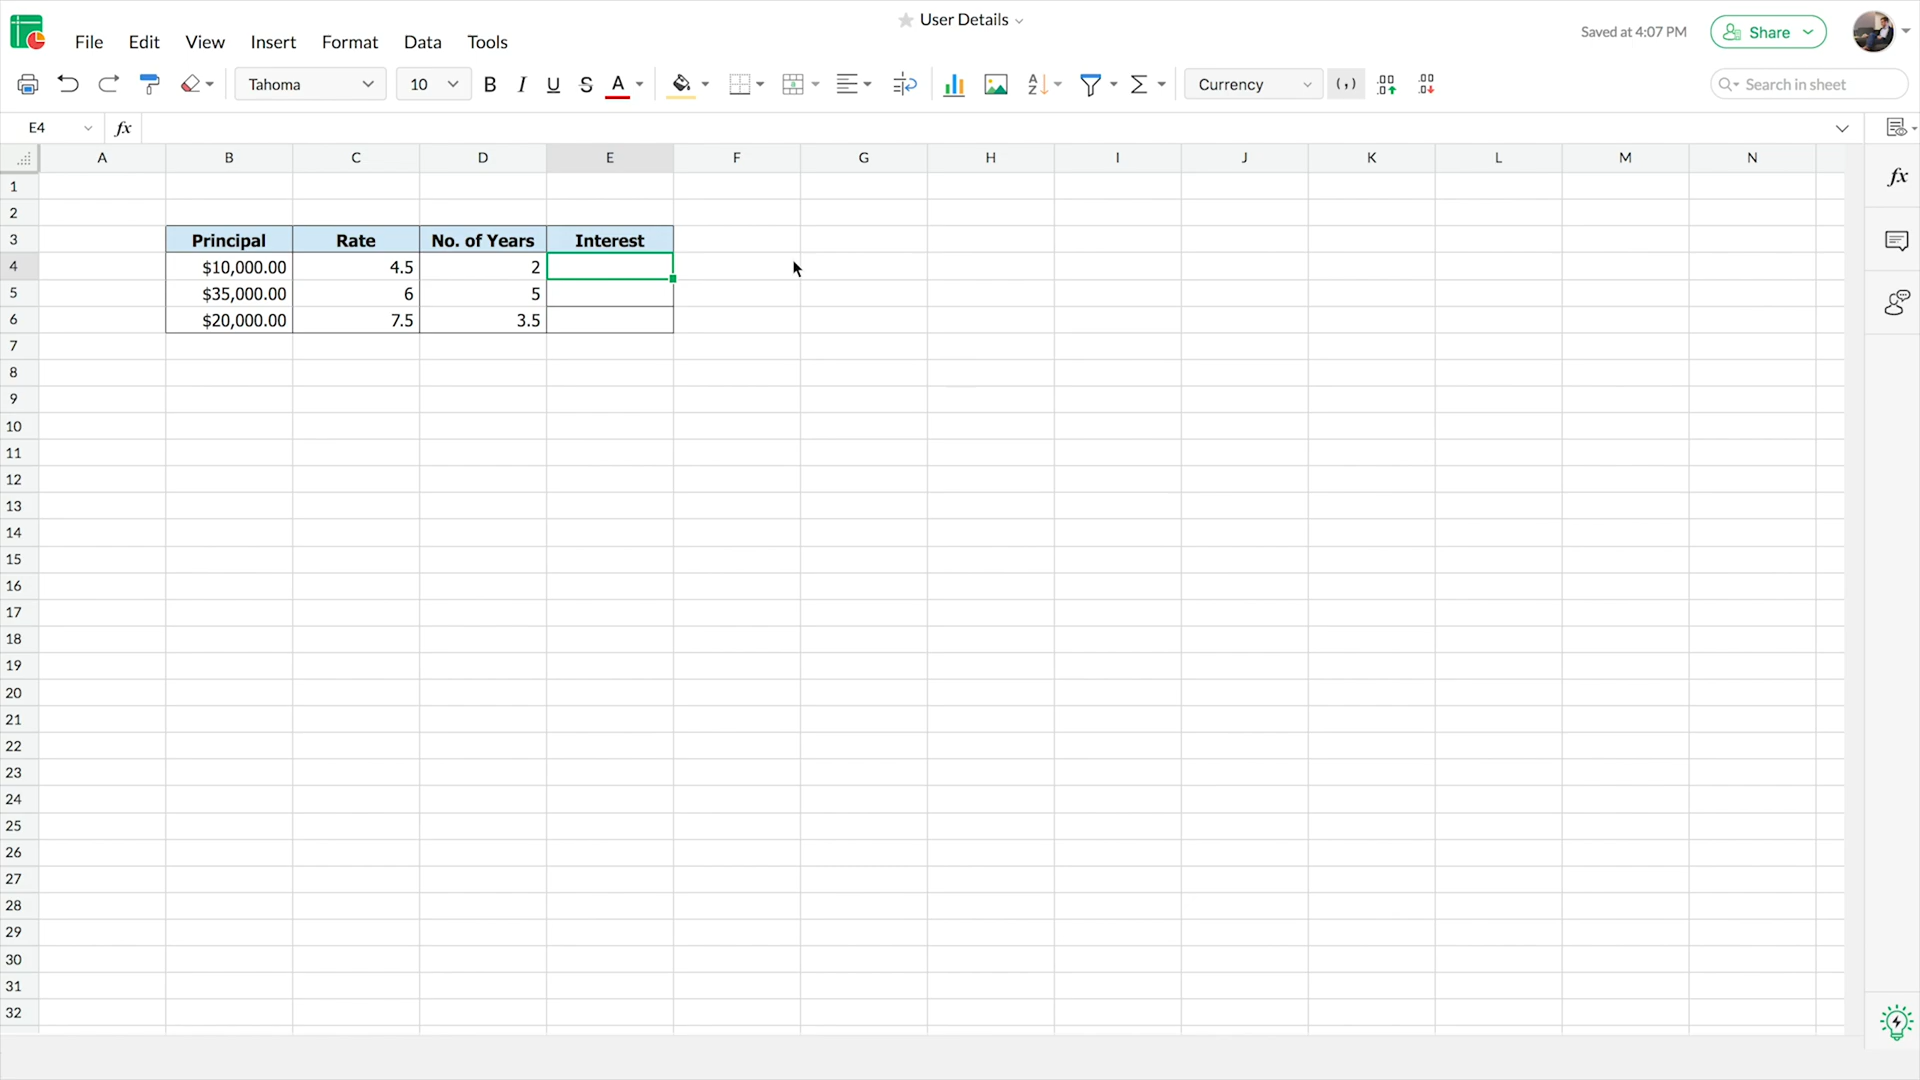 User Details
File Edit View Insert Format Data Tools
Saved at 4:07 PM
Share
Tahoma 10 B I U S A A Z Σ Currency (,) .00 .00 Search in sheet
E4 fx
A B C D E F G H I J K L M N
fx
1
2
3 Principal Rate No. of Years Interest
4 $10,000.00 4.5 2
5 $35,000.00 6 5
6 $20,000.00 7.5 3.5
7
8
9
10
11
12
13
14
15
16
17
18
19
20
21
22
23
24
25
26
27
28
29
30
31
32